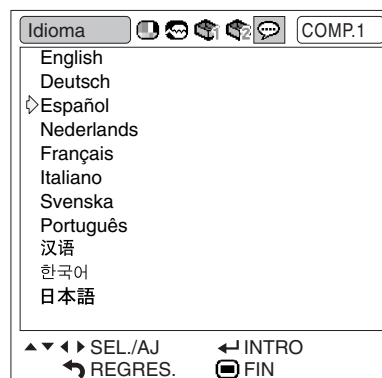 Idioma COMP.1
English
Deutsch
Español
Nederlands
Français
Italiano
Svenska
Português
汉语
한국어
日本語
SEL./AJ INTRO
REGRES. FIN